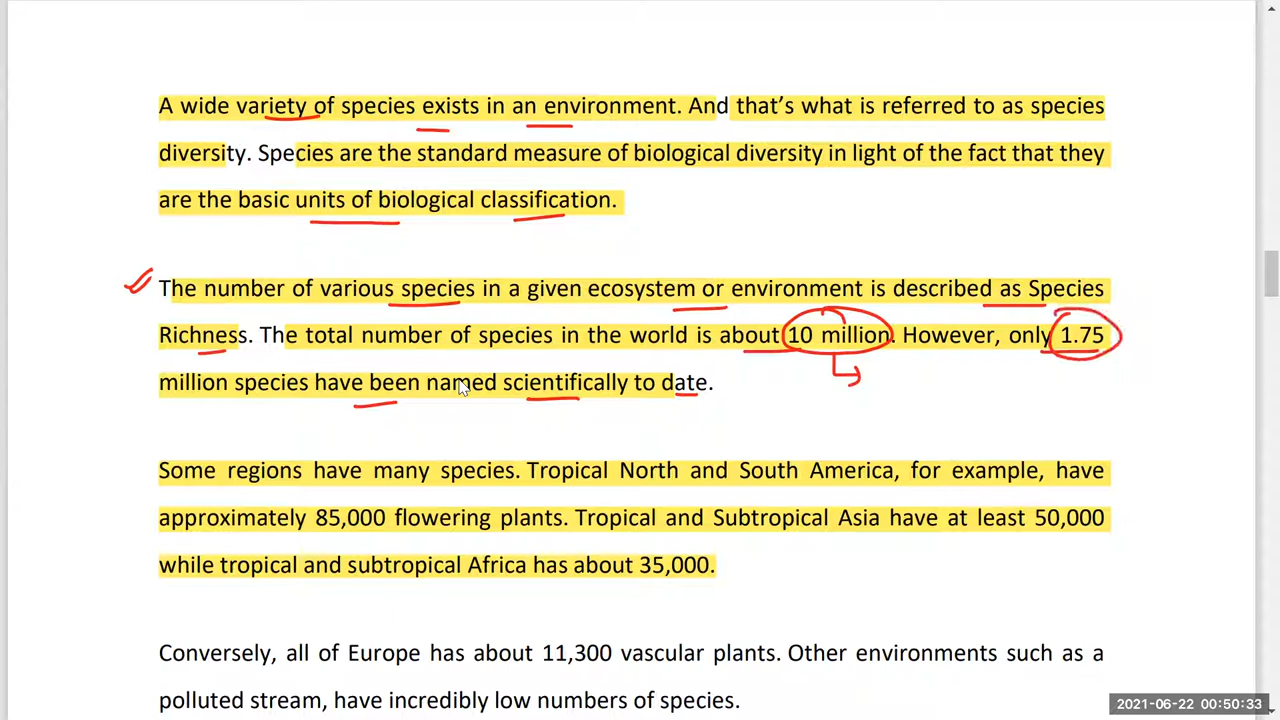 A wide variety of species exists in an environment. And that’s what is referred to as species
diversity. Species are the standard measure of biological diversity in light of the fact that they
are the basic units of biological classification.
The number of various species in a given ecosystem or environment is described as Species
Richness. The total number of species in the world is about 10 million. However, only 1.75
million species have been named scientifically to date.
Some regions have many species. Tropical North and South America, for example, have
approximately 85,000 flowering plants. Tropical and Subtropical Asia have at least 50,000
while tropical and subtropical Africa has about 35,000.
Conversely, all of Europe has about 11,300 vascular plants. Other environments such as a
polluted stream, have incredibly low numbers of species.
2021-06-22 00:50:33